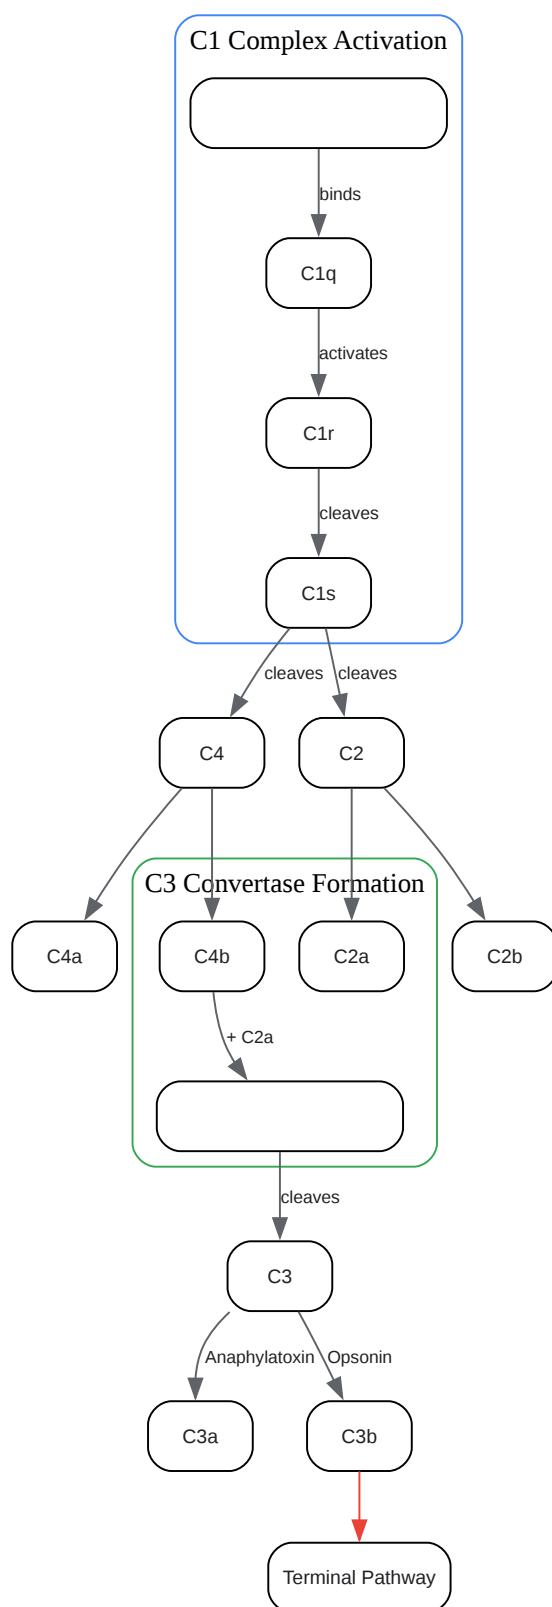 C1 Complex Activation
binds
C1q
activates
C1r
cleaves
C1s
cleaves
cleaves
C4
C2
C3 Convertase Formation
C4a
C4b
C2a
C2b
+ C2a
cleaves
C3
Anaphylatoxin
Opsonin
C3a
C3b
Terminal Pathway